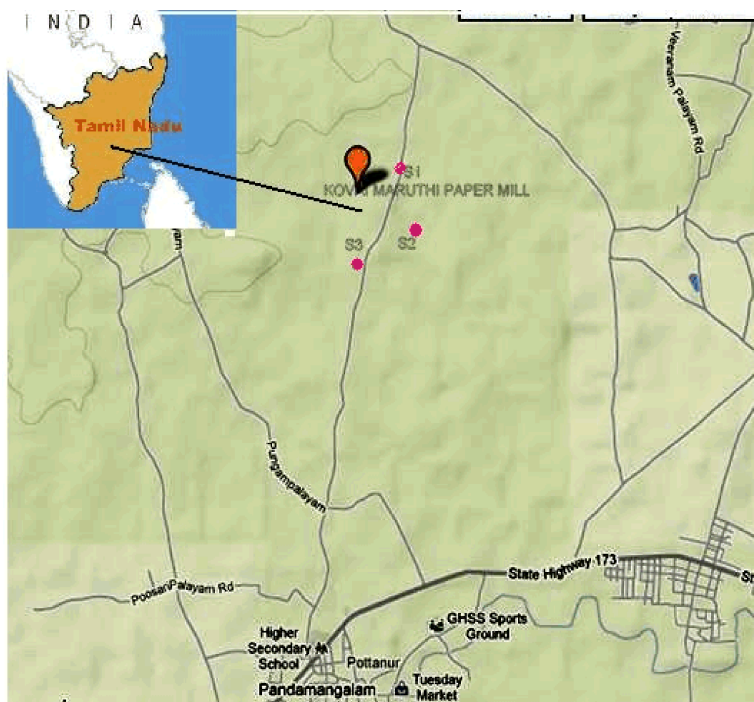 INDIA
Tamil Nadu
Veeranam Palayam Rd
S1
KOVAI MARUTHI PAPER MILL
S3
S2
Pungampalayam
State Highway 173
PoosariPalayam Rd
GHSS Sports
Ground
Higher
Secondary
School
Pottanur
Tuesday
Market
Pandamangalam